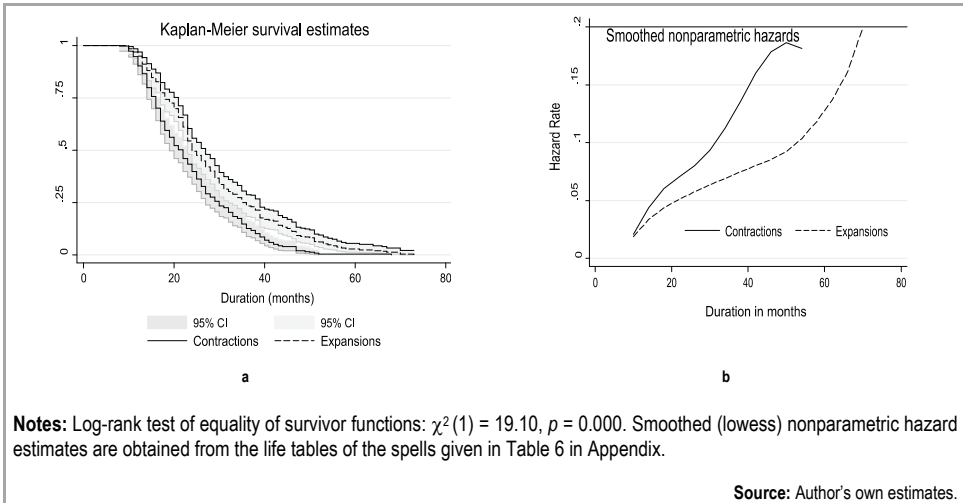 Kaplan-Meier survival estimates
1
.75
.5
.25
0
0 20 40 60 80
Duration (months)
95% CI 95% CI
Contractions Expansions
a
Smoothed nonparametric hazards
Hazard Rate
.2
.15
.1
.05
0
Contractions Expansions
0 20 40 60 80
Duration in months
b
Notes: Log-rank test of equality of survivor functions: χ² (1) = 19.10, p = 0.000. Smoothed (lowess) nonparametric hazard
estimates are obtained from the life tables of the spells given in Table 6 in Appendix.
Source: Author's own estimates.